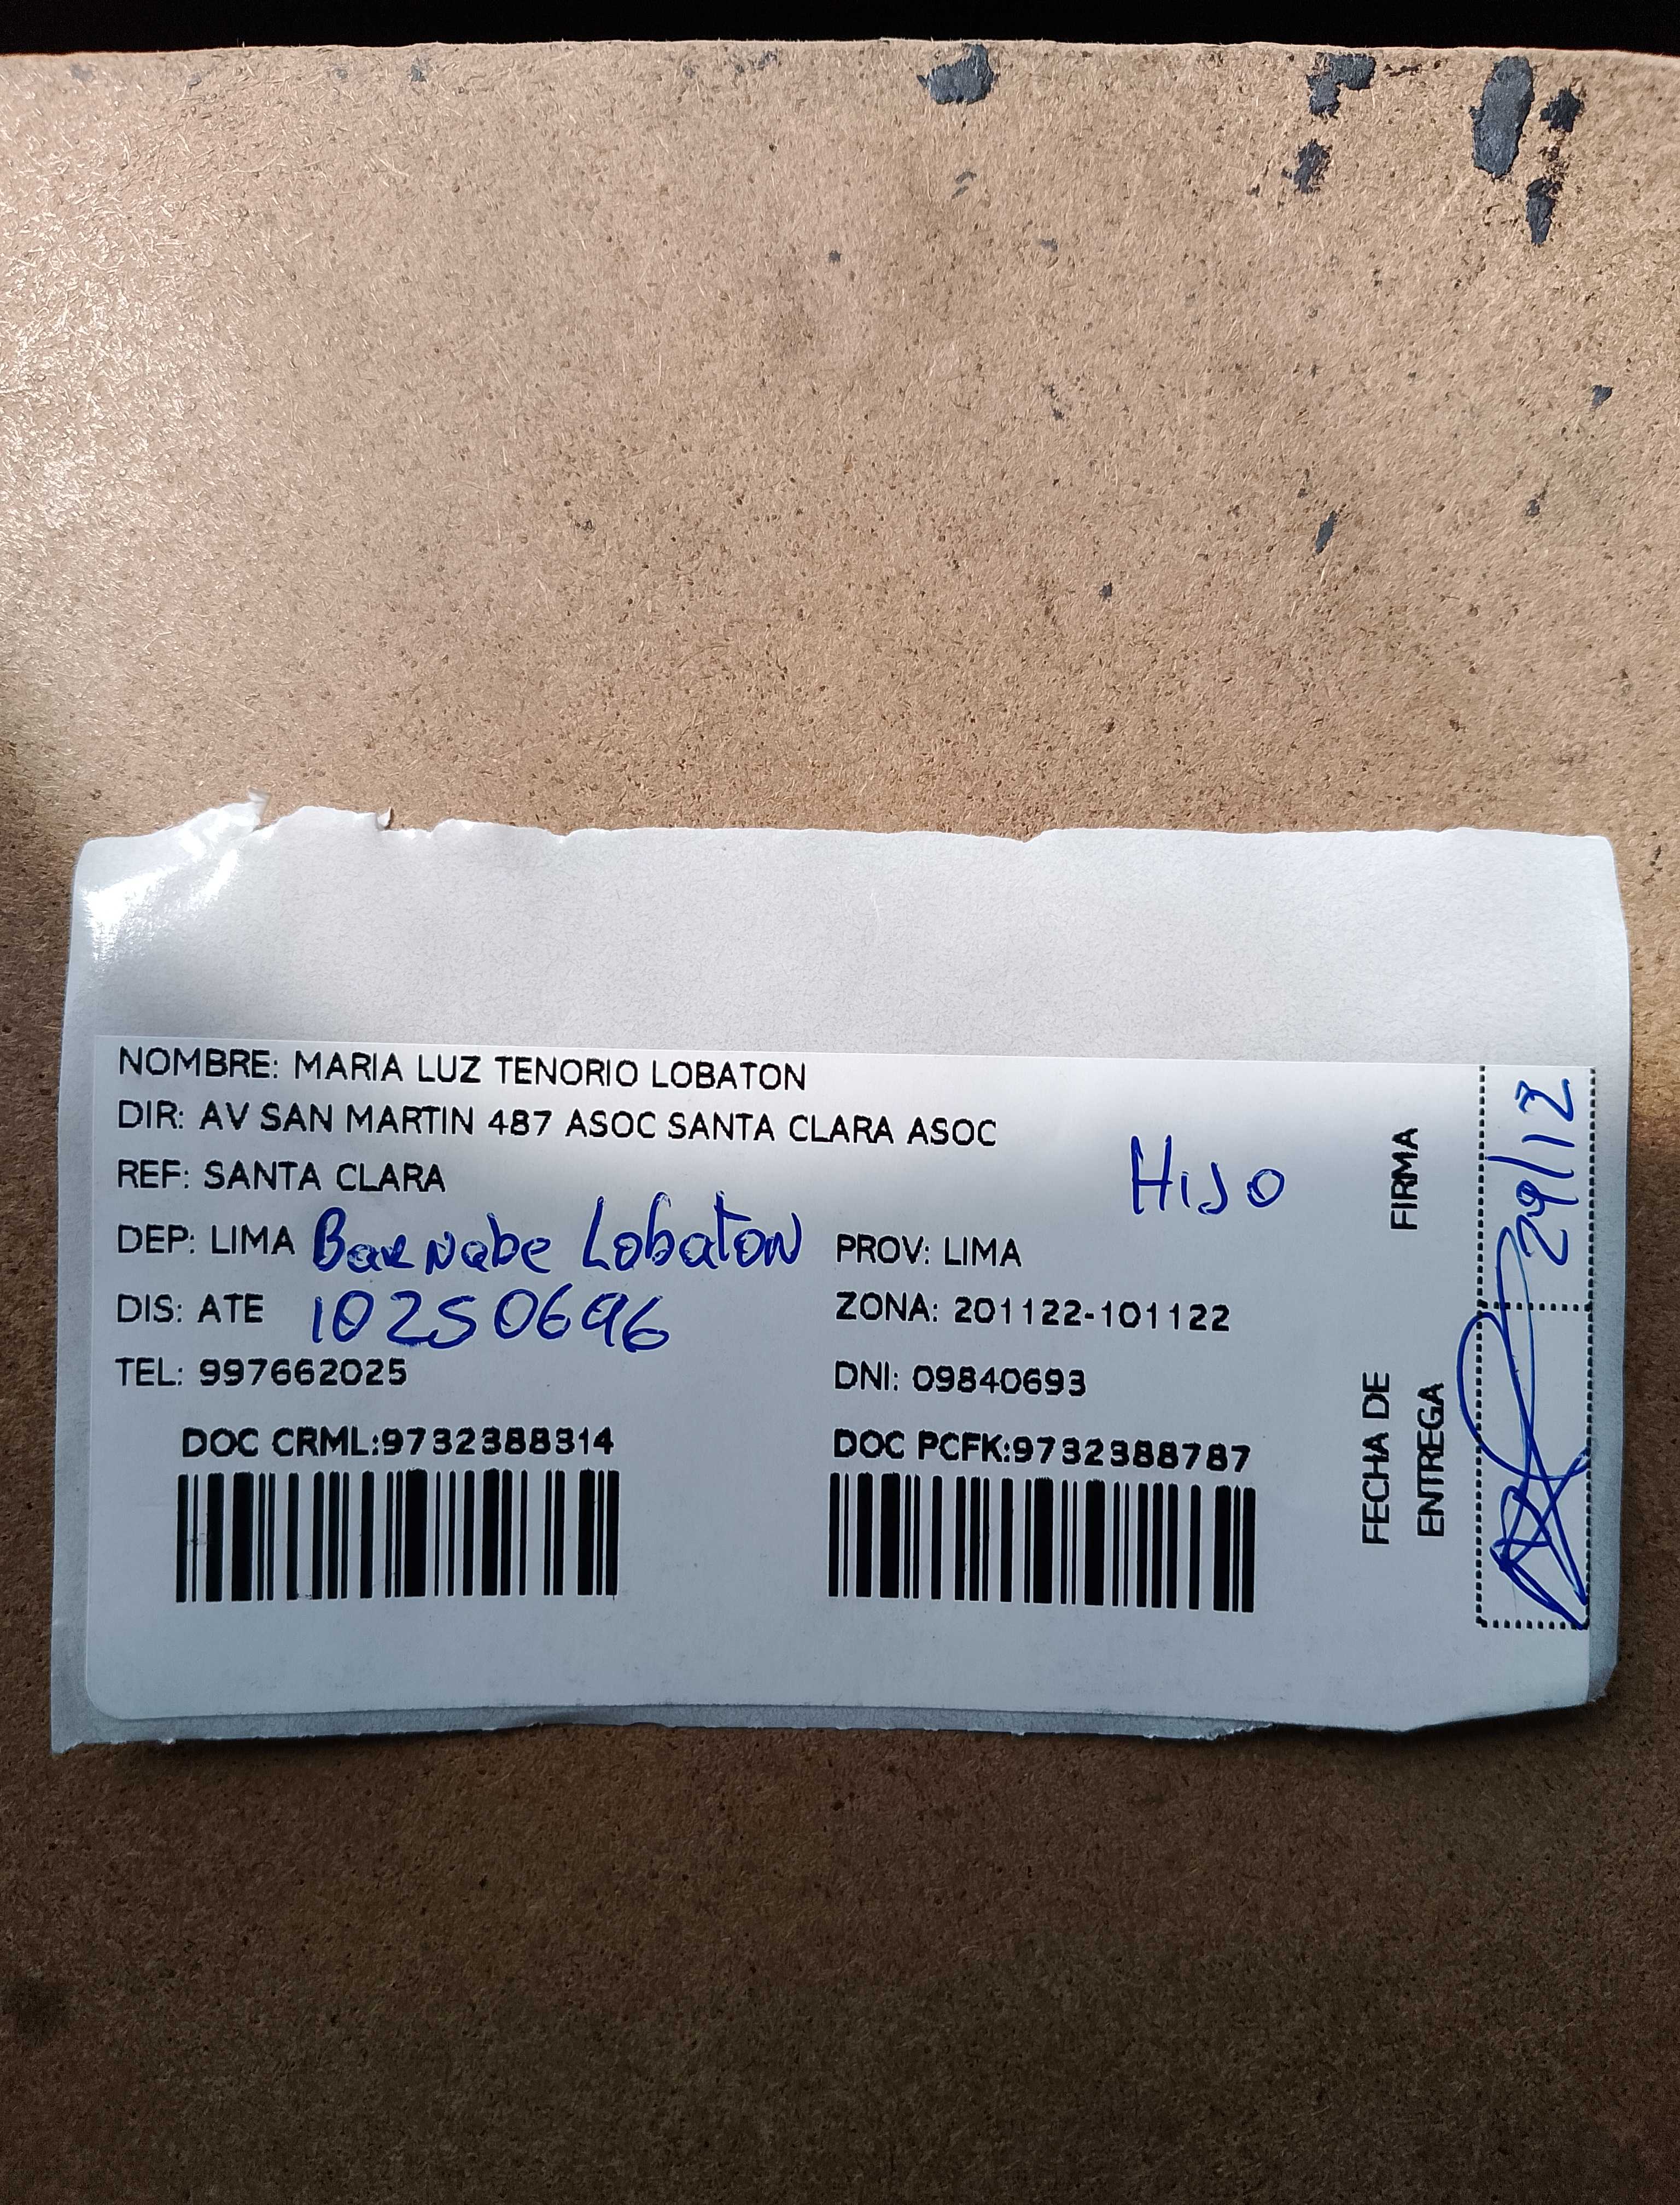 NOMBRE: MARIA LUZ TENORIO LOBATON
DIR: AV SAN MARTIN 487 ASOC SANTA CLARA ASOC
REF: SANTA CLARA
Hijo
DEP: LIMA Barnabe Lobaton PROV: LIMA
DIS: ATE 10250696 ZONA: 201122-101122
TEL: 997662025 DNI: 09840693
DOC CRML:9732388314 DOC PCFK:9732388787
FIRMA
29/12
FECHA DE
ENTREGA